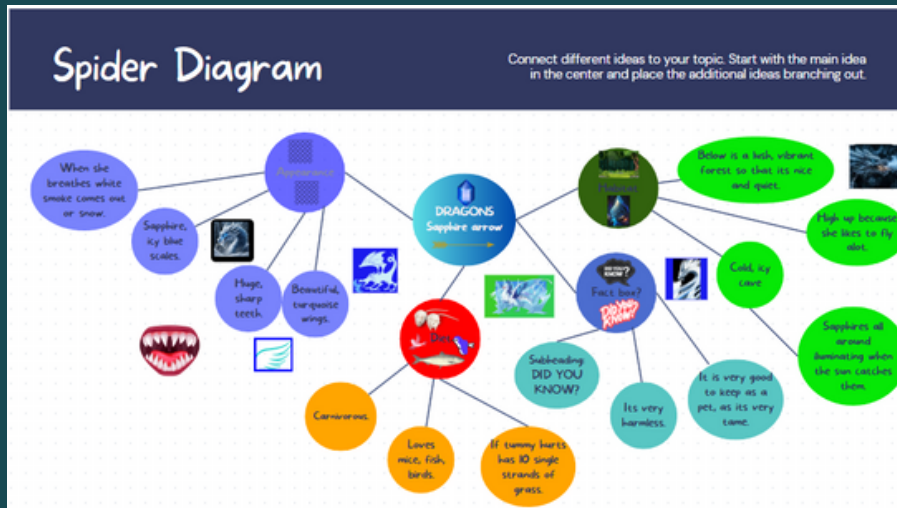 Spider Diagram
Connect different ideas to your topic. Start with the main idea
in the center and place the additional ideas branching out.
When she
breathes white
smoke comes out
or snow.
Appearance
Sapphire,
icy blue
scales.
Huge,
sharp
teeth.
Beautiful,
turquoise
wings.
DRAGONS
Sapphire arrow
Habitat
Below is a lush, vibrant
forest so that its nice
and quiet.
High up because
she likes to fly
alot.
Cold, icy
cave
Sapphires all
around
iluminating when
the sun catches
them.
DID YOU
KNOW?
Fact box?
DID YOU
KNOW?
Subheading:
DID YOU
KNOW?
Its very
harmless.
It is very good
to keep as a
pet, as its very
tame.
Diet
Carnivorous.
Loves
mice, fish,
birds.
If tummy hurts
has 10 single
strands of
grass.